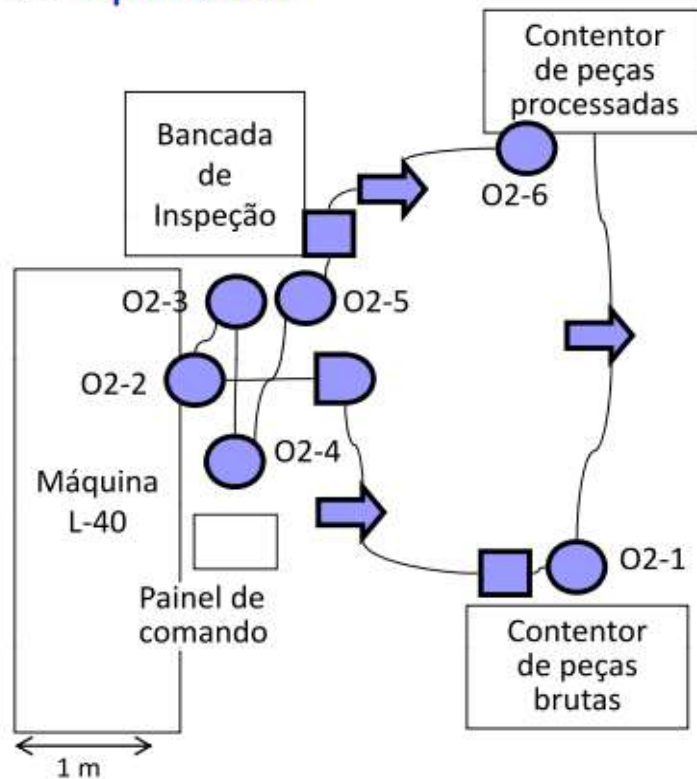 Contentor
de peças
processadas
Bancada
de
Inspeção
O2-6
O2-3
O2-5
O2-2
O2-4
Máquina
L-40
O2-1
Painel de
comando
Contentor
de peças
brutas
1 m